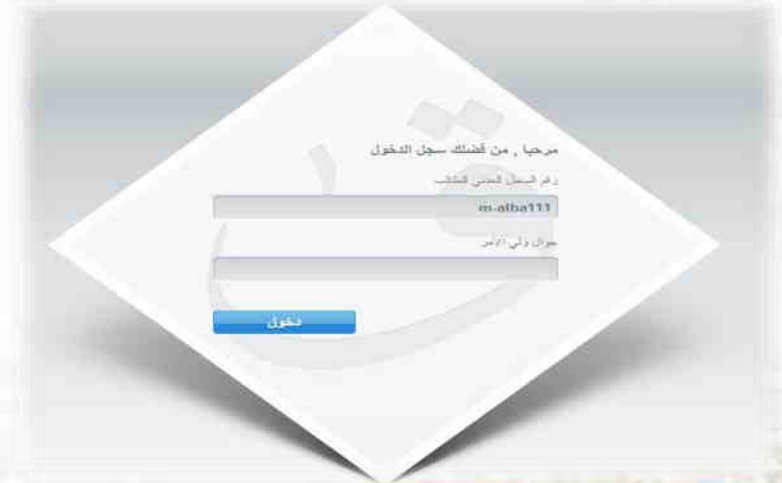 مرحبا , من فضلك سجل الدخول
رقم السجل المدني للطالب
m-alba111
جوال ولي الأمر
دخول